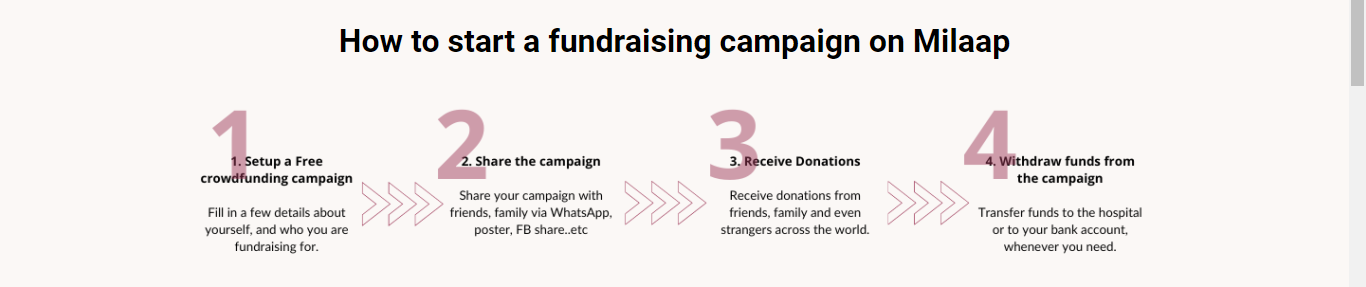 How to start a fundraising campaign on Milaap
1
1. Setup a Free
crowdfunding campaign
Fill in a few details about
yourself, and who you are
fundraising for.
2
2. Share the campaign
Share your campaign with
friends, family via WhatsApp,
poster, FB share..etc
3
3. Receive Donations
Receive donations from
friends, family and even
strangers across the world.
4
4. Withdraw funds from
the campaign
Transfer funds to the hospital
or to your bank account,
whenever you need.